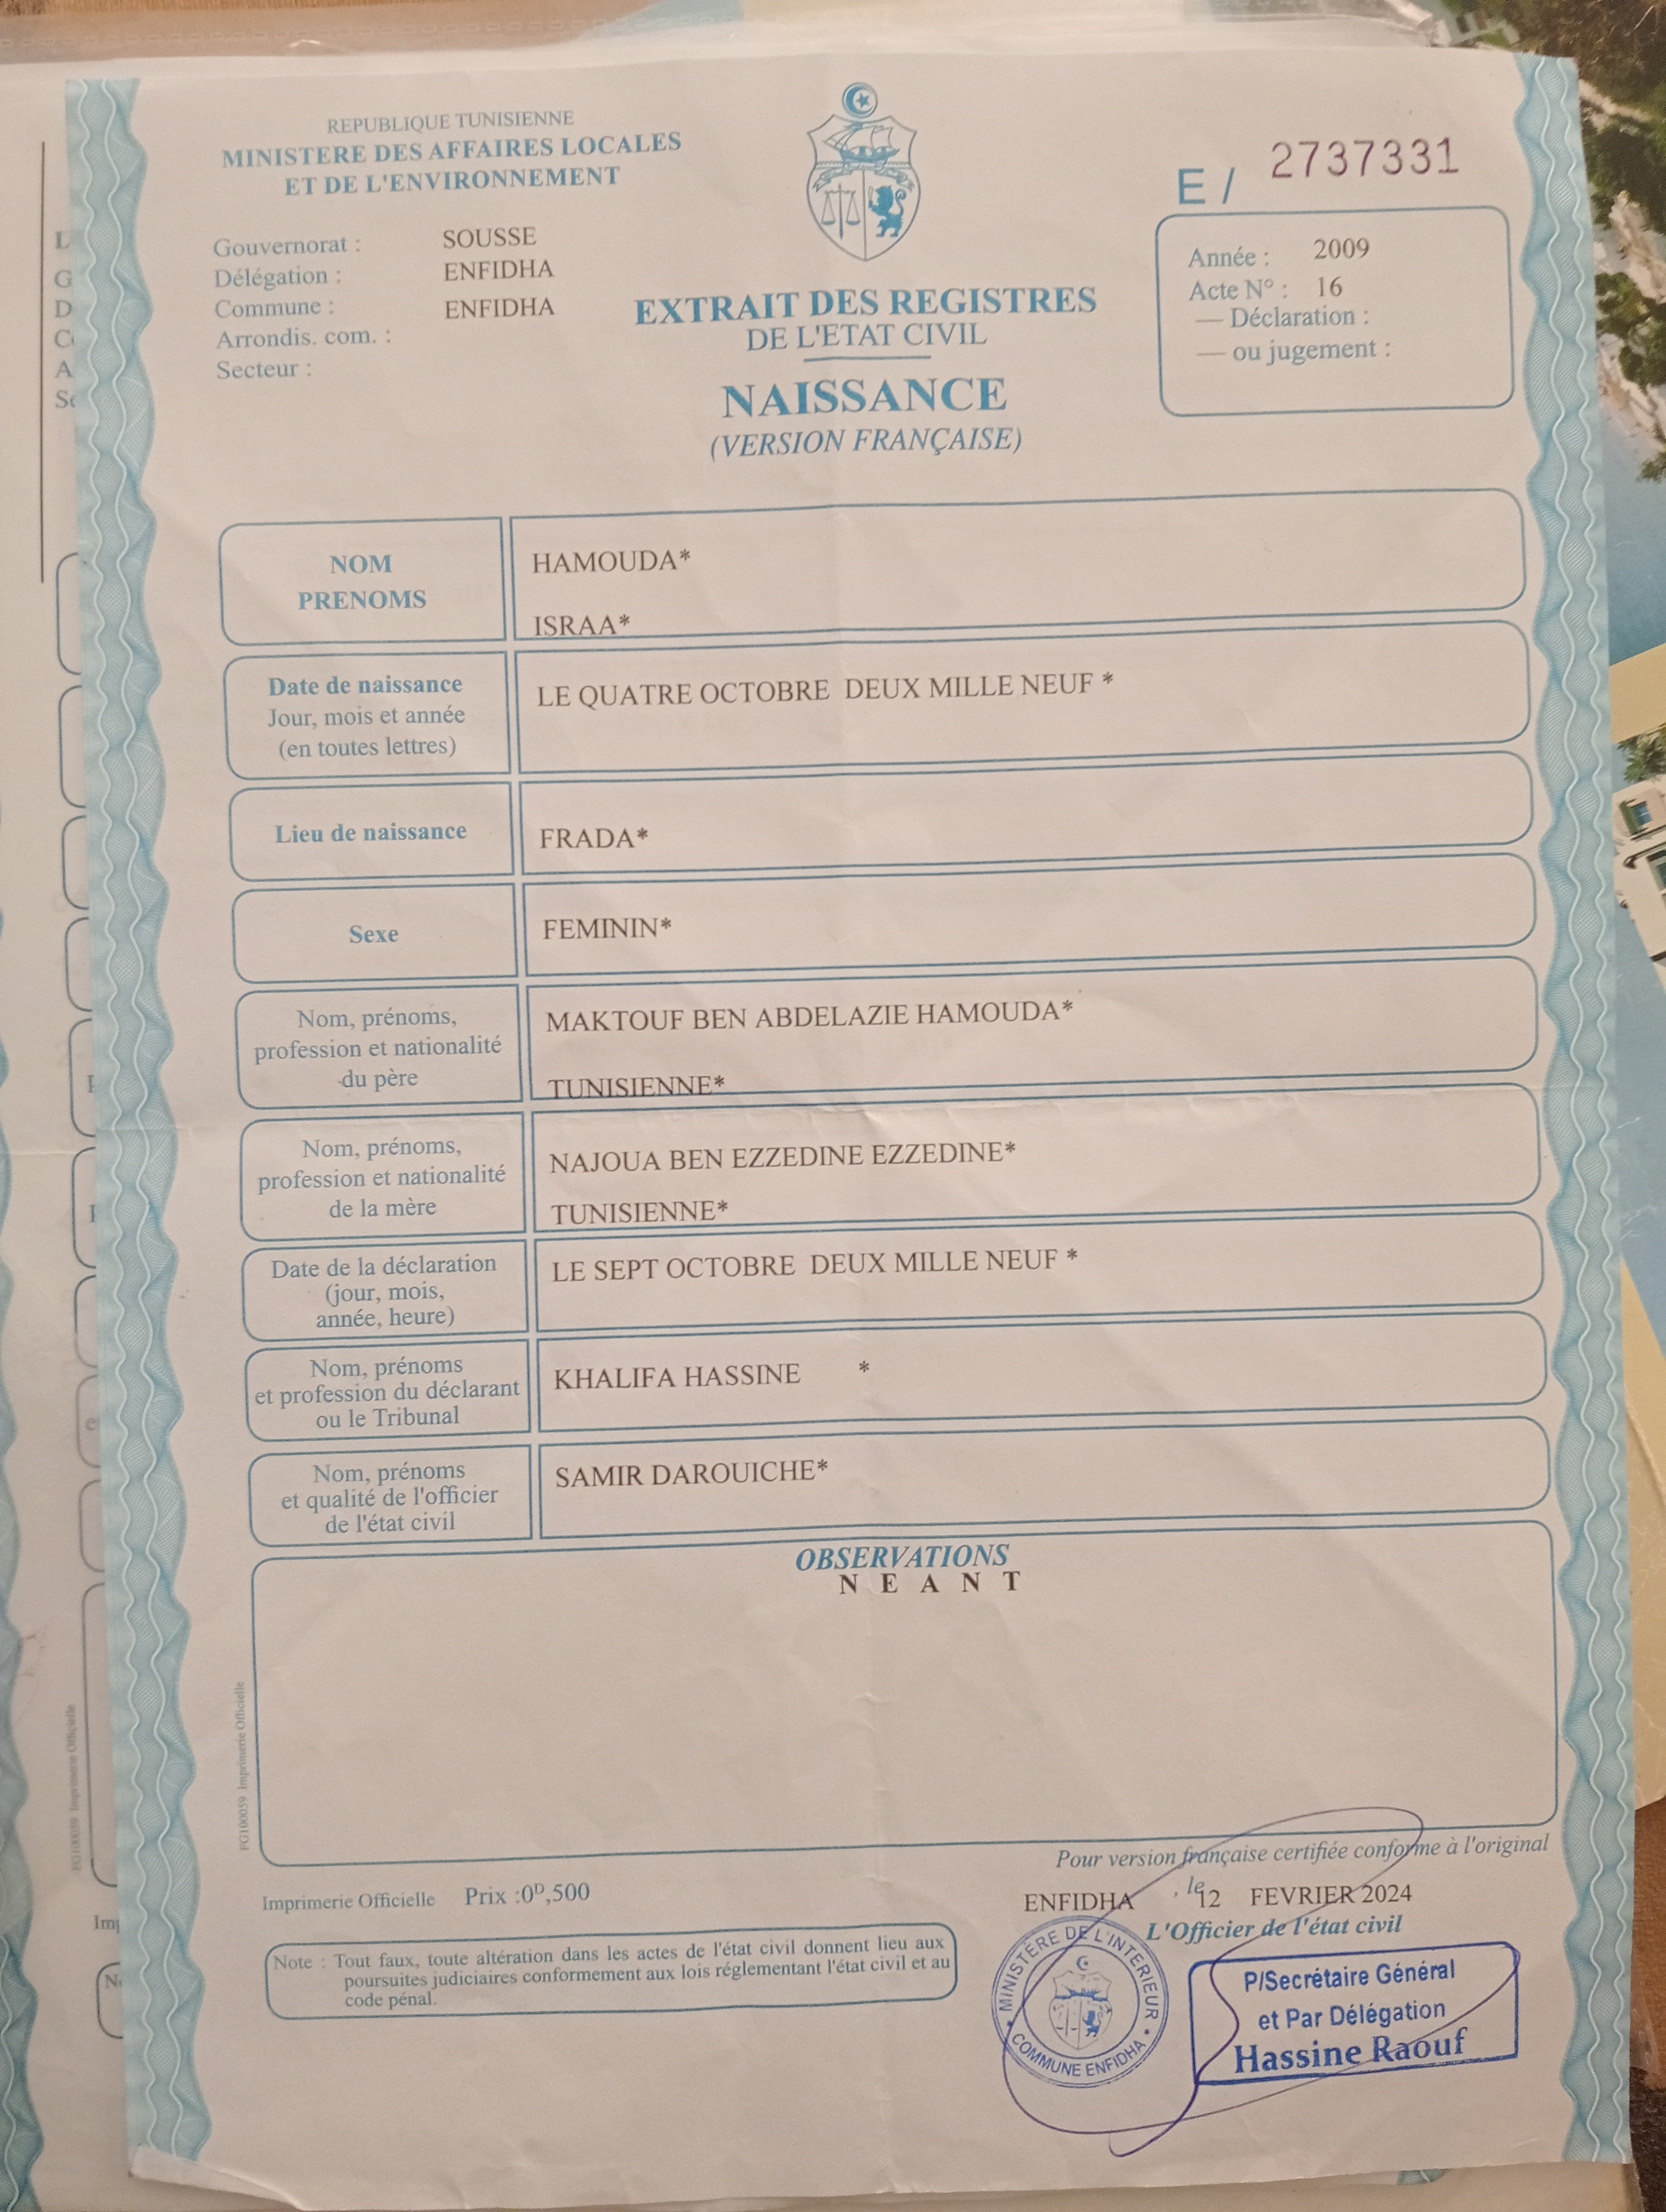 REPUBLIQUE TUNISIENNE
MINISTERE DES AFFAIRES LOCALES
ET DE L'ENVIRONNEMENT
Gouvernorat : SOUSSE
Délégation : ENFIDHA
Commune : ENFIDHA
Arrondis. com. :
Secteur :
EXTRAIT DES REGISTRES
DE L'ETAT CIVIL
NAISSANCE
(VERSION FRANÇAISE)
E / 2737331
Année : 2009
Acte N° : 16
— Déclaration :
— ou jugement :
NOM
PRENOMS
HAMOUDA*
ISRAA*
Date de naissance
Jour, mois et année
(en toutes lettres)
LE QUATRE OCTOBRE DEUX MILLE NEUF *
Lieu de naissance
FRADA*
Sexe
FEMININ*
Nom, prénoms,
profession et nationalité
du père
MAKTOUF BEN ABDELAZIE HAMOUDA*
TUNISIENNE*
Nom, prénoms,
profession et nationalité
de la mère
NAJOUA BEN EZZEDINE EZZEDINE*
TUNISIENNE*
Date de la déclaration
(jour, mois,
année, heure)
LE SEPT OCTOBRE DEUX MILLE NEUF *
Nom, prénoms
et profession du déclarant
ou le Tribunal
KHALIFA HASSINE *
Nom, prénoms
et qualité de l'officier
de l'état civil
SAMIR DAROUICHE*
OBSERVATIONS
N E A N T
FG100059 Imprimerie Officielle
FG100059 Imprimerie Officielle
Pour version française certifiée conforme à l'original
Imprimerie Officielle Prix :0D,500
ENFIDHA , le 12 FEVRIER 2024
L'Officier de l'état civil
Note : Tout faux, toute altération dans les actes de l'état civil donnent lieu aux
poursuites judiciaires conformement aux lois réglementant l'état civil et au
code pénal.
MINISTÈRE DE L'INTERIEUR
COMMUNE ENFIDHA
P/Secrétaire Général
et Par Délégation
Hassine Raouf